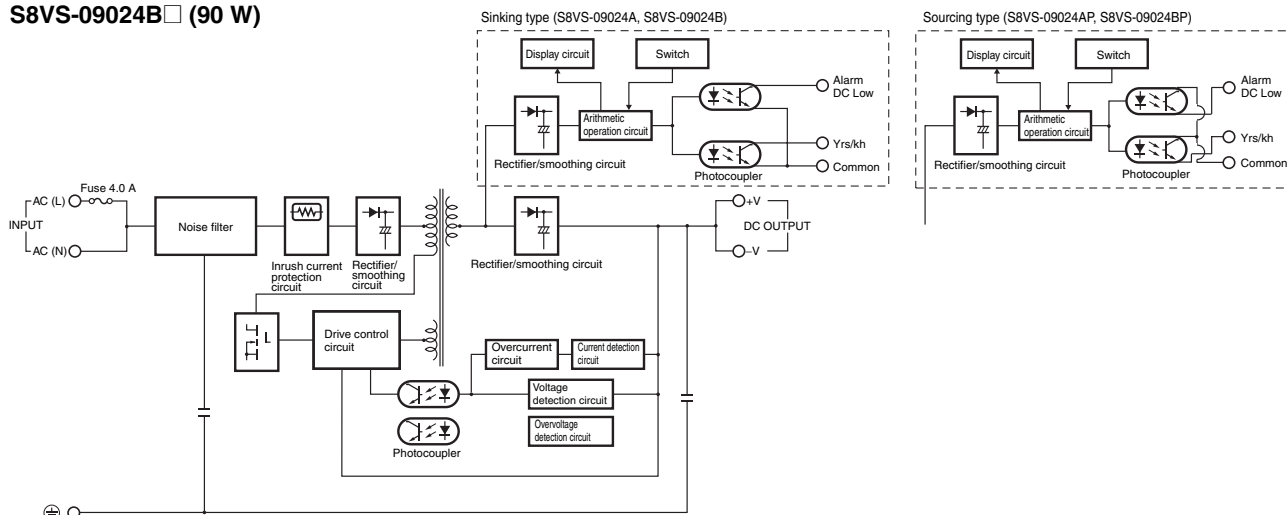 S8VS-09024B□ (90 W)
Sinking type (S8VS-09024A, S8VS-09024B)
Display circuit
Switch
Alarm
DC Low
Arithmetic
operation circuit
Yrs/kh
Rectifier/smoothing circuit
Common
Photocoupler
Sourcing type (S8VS-09024AP, S8VS-09024BP)
Display circuit
Switch
Alarm
DC Low
Arithmetic
operation circuit
Yrs/kh
Rectifier/smoothing circuit
Common
Photocoupler
Fuse 4.0 A
AC (L)
INPUT
AC (N)
Noise filter
Inrush current
protection
circuit
Rectifier/
smoothing
circuit
Rectifier/smoothing circuit
+V
DC OUTPUT
–V
Drive control
circuit
Overcurrent
circuit
Current detection
circuit
Voltage
detection circuit
Overvoltage
detection circuit
Photocoupler